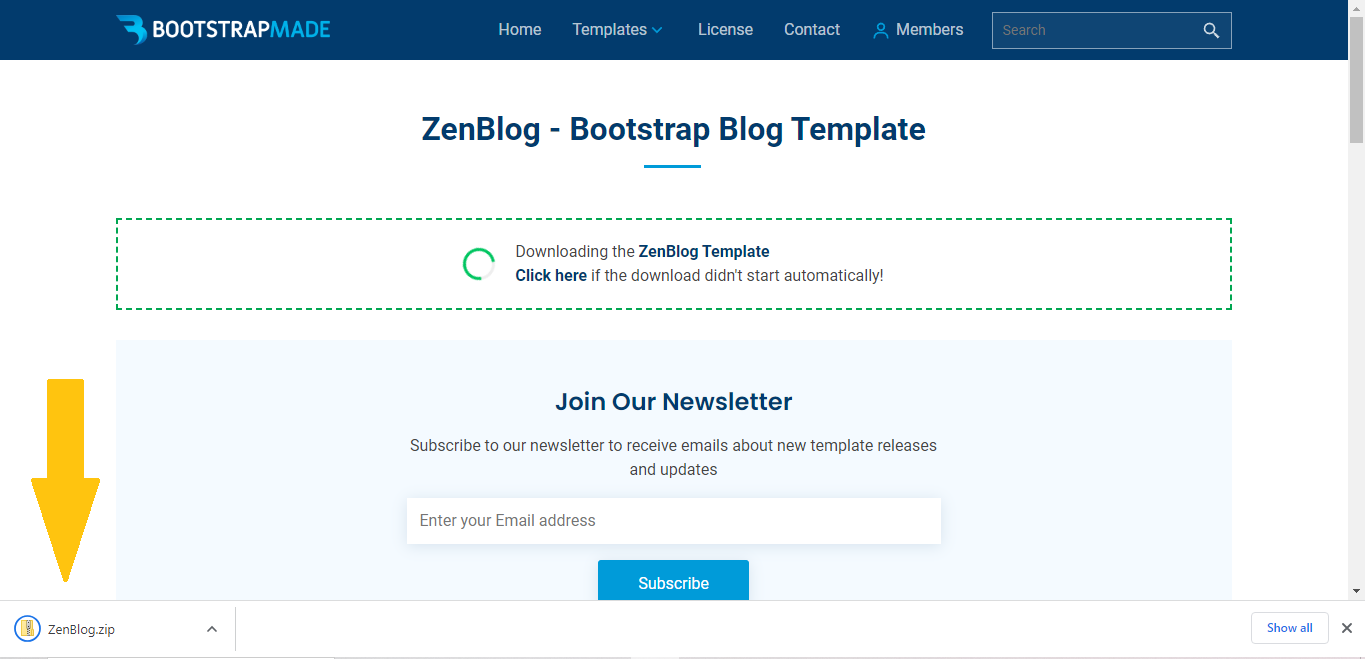 BOOTSTRAPMADE
Home
Templates
License
Contact
Members
Search
ZenBlog - Bootstrap Blog Template
Downloading the ZenBlog Template
Click here if the download didn't start automatically!
Join Our Newsletter
Subscribe to our newsletter to receive emails about new template releases
and updates
Enter your Email address
Subscribe
ZenBlog.zip
Show all